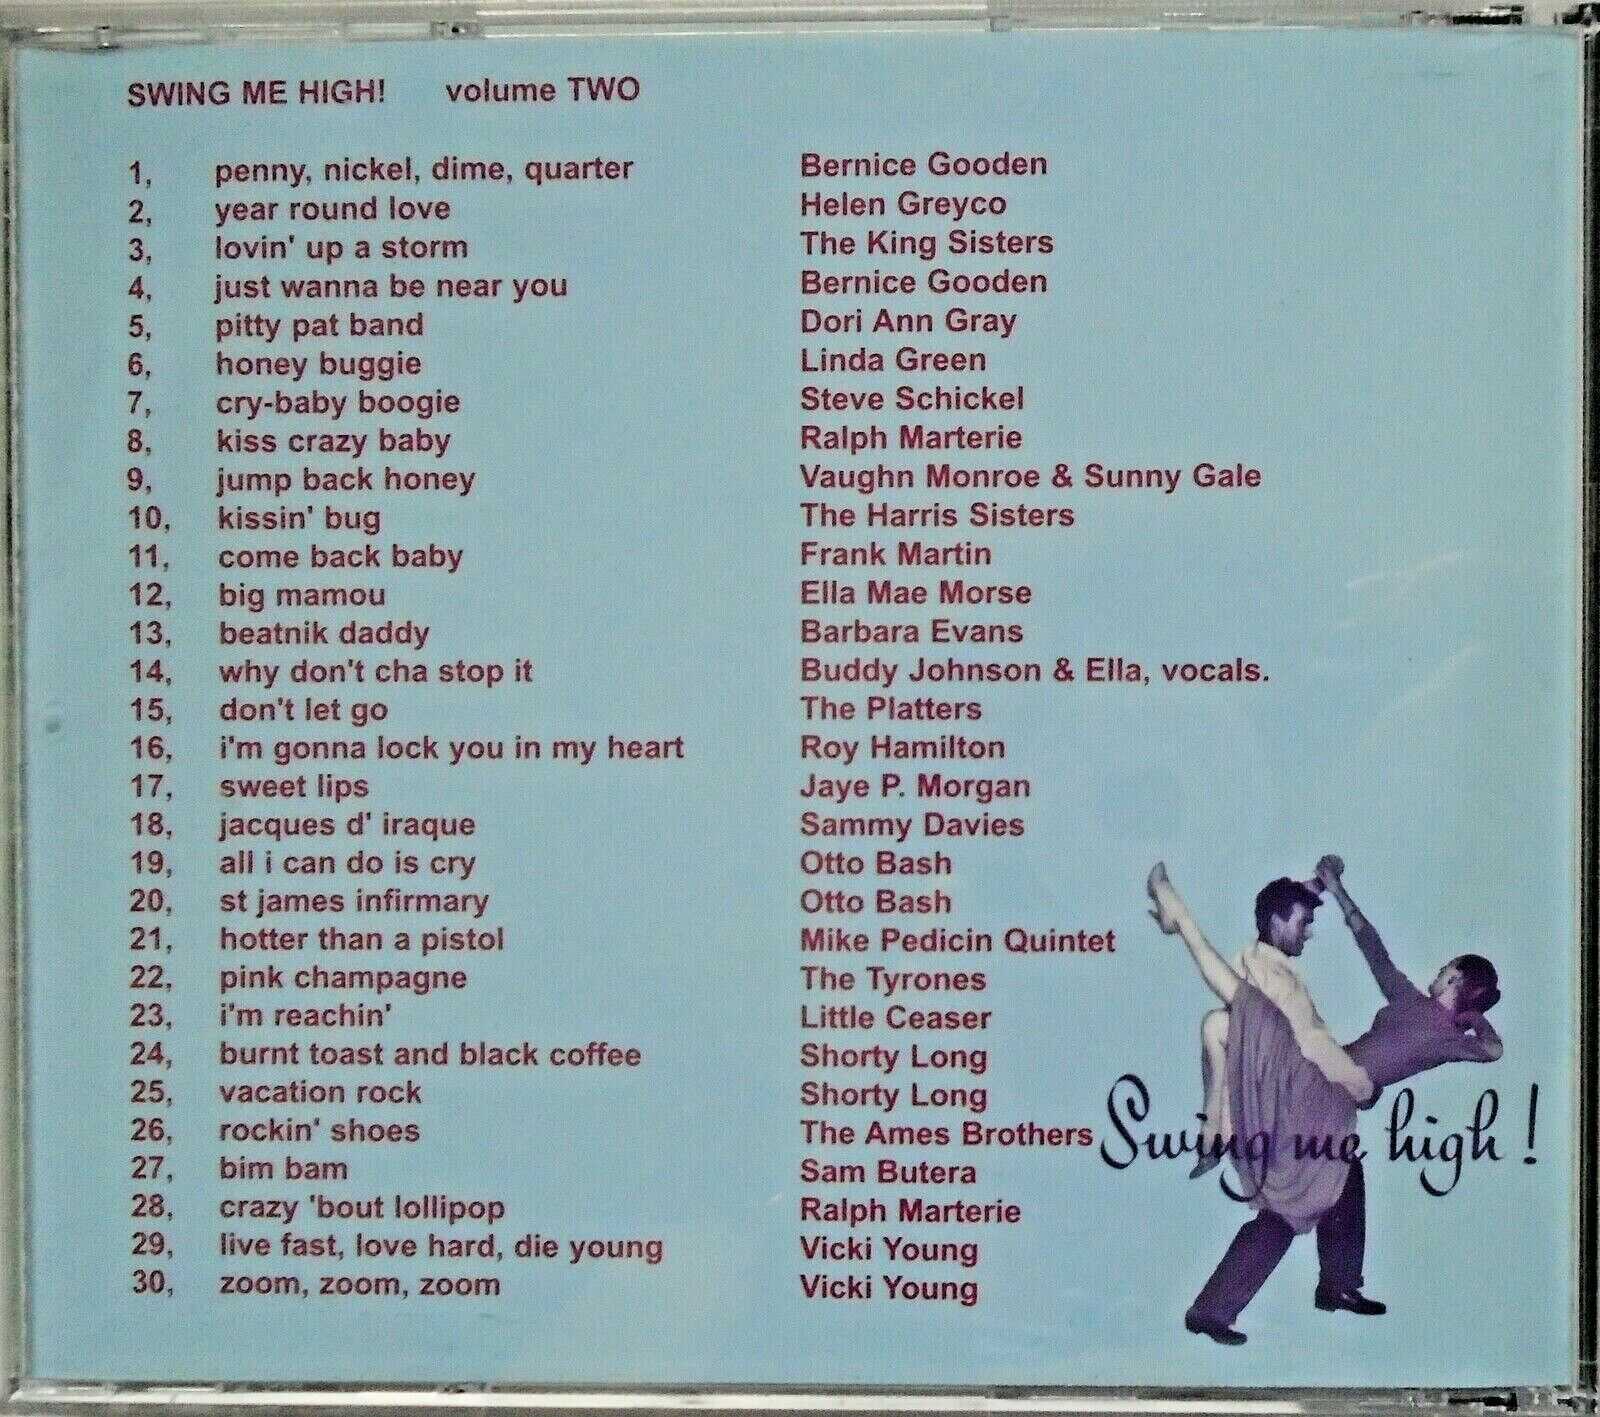 SWING ME HIGH! volume TWO
1, penny, nickel, dime, quarter Bernice Gooden
2, year round love Helen Greyco
3, lovin' up a storm The King Sisters
4, just wanna be near you Bernice Gooden
5, pitty pat band Dori Ann Gray
6, honey buggie Linda Green
7, cry-baby boogie Steve Schickel
8, kiss crazy baby Ralph Marterie
9, jump back honey Vaughn Monroe & Sunny Gale
10, kissin' bug The Harris Sisters
11, come back baby Frank Martin
12, big mamou Ella Mae Morse
13, beatnik daddy Barbara Evans
14, why don't cha stop it Buddy Johnson & Ella, vocals.
15, don't let go The Platters
16, i'm gonna lock you in my heart Roy Hamilton
17, sweet lips Jaye P. Morgan
18, jacques d' iraque Sammy Davies
19, all i can do is cry Otto Bash
20, st james infirmary Otto Bash
21, hotter than a pistol Mike Pedicin Quintet
22, pink champagne The Tyrones
23, i'm reachin' Little Ceaser
24, burnt toast and black coffee Shorty Long
25, vacation rock Shorty Long
26, rockin' shoes The Ames Brothers
27, bim bam Sam Butera
28, crazy 'bout lollipop Ralph Marterie
29, live fast, love hard, die young Vicki Young
30, zoom, zoom, zoom Vicki Young
Swing me high!